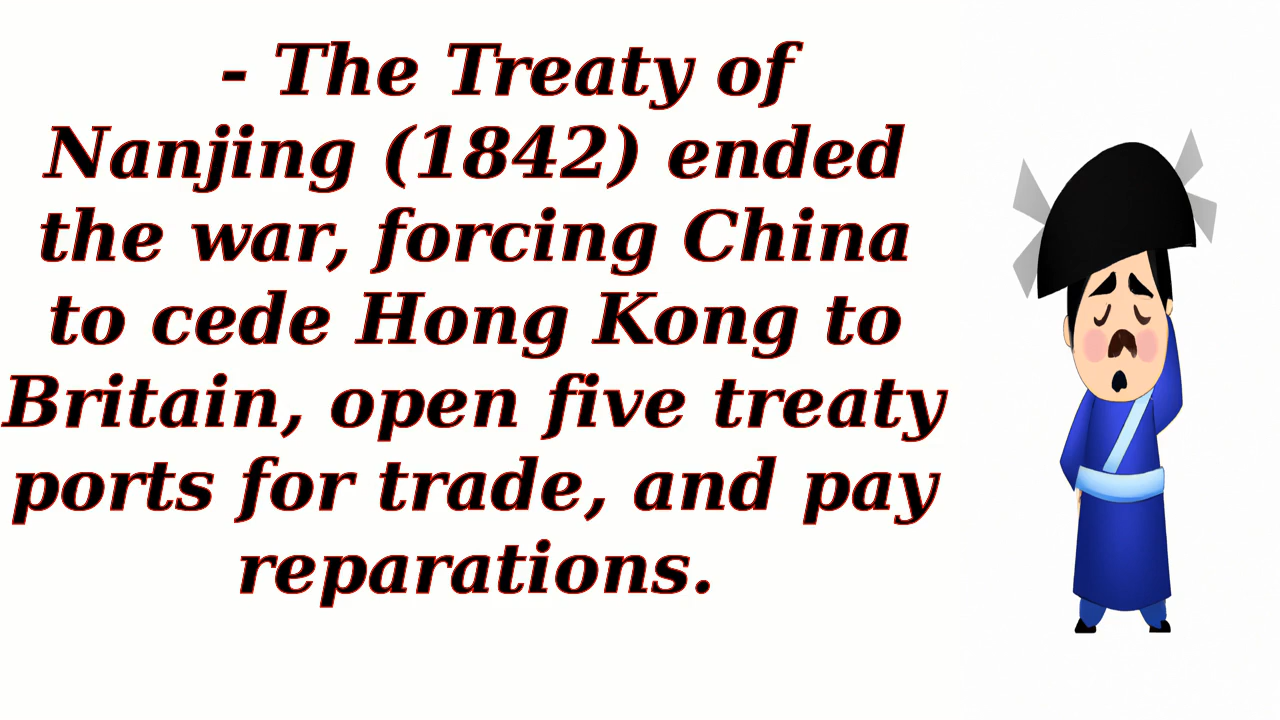 - The Treaty of
Nanjing (1842) ended
the war, forcing China
to cede Hong Kong to
Britain, open five treaty
ports for trade, and pay
reparations.